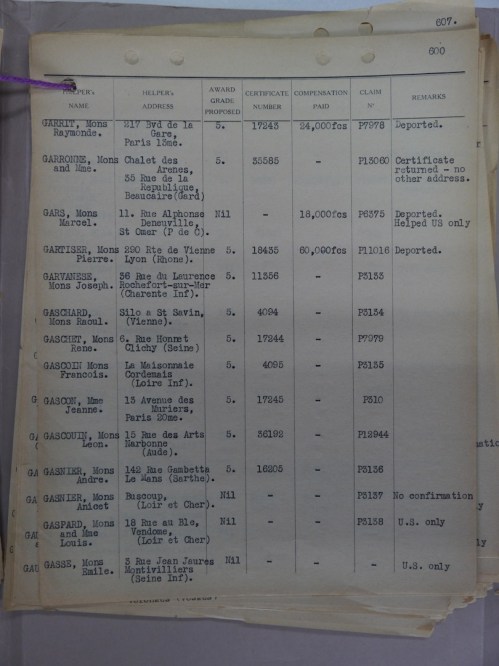 607.
600
HELPER's NAME HELPER's ADDRESS AWARD GRADE PROPOSED CERTIFICATE NUMBER COMPENSATION PAID CLAIM Nº REMARKS
GARRIT, Mons 217 Bvd de la 5. 17243 24,000fcs P7978 Deported.
Raymonde. Gare,
Paris 13me.
GARRONNE, Mons Chalet des 5. 35585 - P13060 Certificate
and Mme. Arenes, returned - no
35 Rue de la other address.
Republique,
Beaucaire(Gard)
GARS, Mons 11. Rue Alphonse Nil - 18,000fcs P6375 Deported.
Marcel. Deneuville, Helped US only
St Omer (P de C).
GARTISER, Mons 290 Rte de Vienne 5. 18435 60,000fcs P11016 Deported.
Pierre. Lyon (Rhone).
GARVANESE, 36 Rue du Laurence 5. 11356 - P3133
Mons Joseph. Rochefort-sur-Mer
(Charente Inf).
GASCHARD, Silo a St Savin, 5. 4094 - P3134
Mons Raoul. (Vienne).
GASCHET, Mons 6. Rue Honnet 5. 17244 - P7979
Rene. Clichy (Seine)
GASCOIN Mons La Maisonnaie 5. 4095 - P3135
Francois. Cordemais
(Loire Inf).
GASCON, Mme 13 Avenue des 5. 17245 - P310
Jeanne. Muriers,
Paris 20me.
GASCOUIN, Mons 15 Rue des Arts 5. 36192 - P12944
Leon. Narbonne
(Aude).
GASNIER, Mons 142 Rue Gambetta 5. 16205 - P3136
Andre. Le Mans (Sarthe).
GASNIER, Mons Buscoup, Nil - - P3137 No confirmation
Anicet (Loir et Cher).
GASPARD, Mons 18 Rue au Ble, Nil - - P3158 U.S. only
and Mme Vendome,
Louis. (Loir et Cher)
GASSE, Mons 3 Rue Jean Jaures Nil - - - U.S. only
Emile. Montivilliers
(Seine Inf).